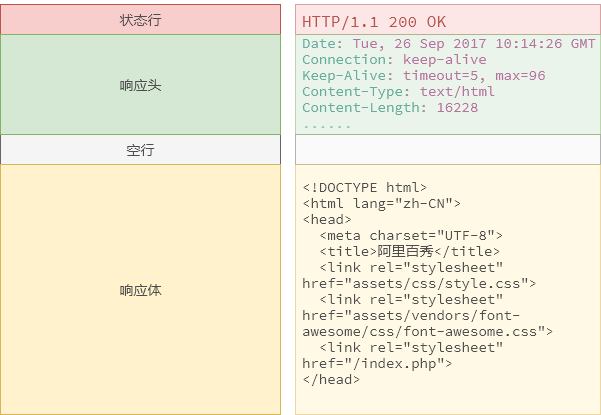 状态行
HTTP/1.1 200 OK
响应头
Date: Tue, 26 Sep 2017 10:14:26 GMT
Connection: keep-alive
Keep-Alive: timeout=5, max=96
Content-Type: text/html
Content-Length: 16228
......
空行
响应体
<!DOCTYPE html>
<html lang="zh-CN">
<head>
  <meta charset="UTF-8">
  <title>阿里百秀</title>
  <link rel="stylesheet"
href="assets/css/style.css">
  <link rel="stylesheet"
href="assets/vendors/font-
awesome/css/font-awesome.css">
  <link rel="stylesheet"
href="/index.php">
</head>